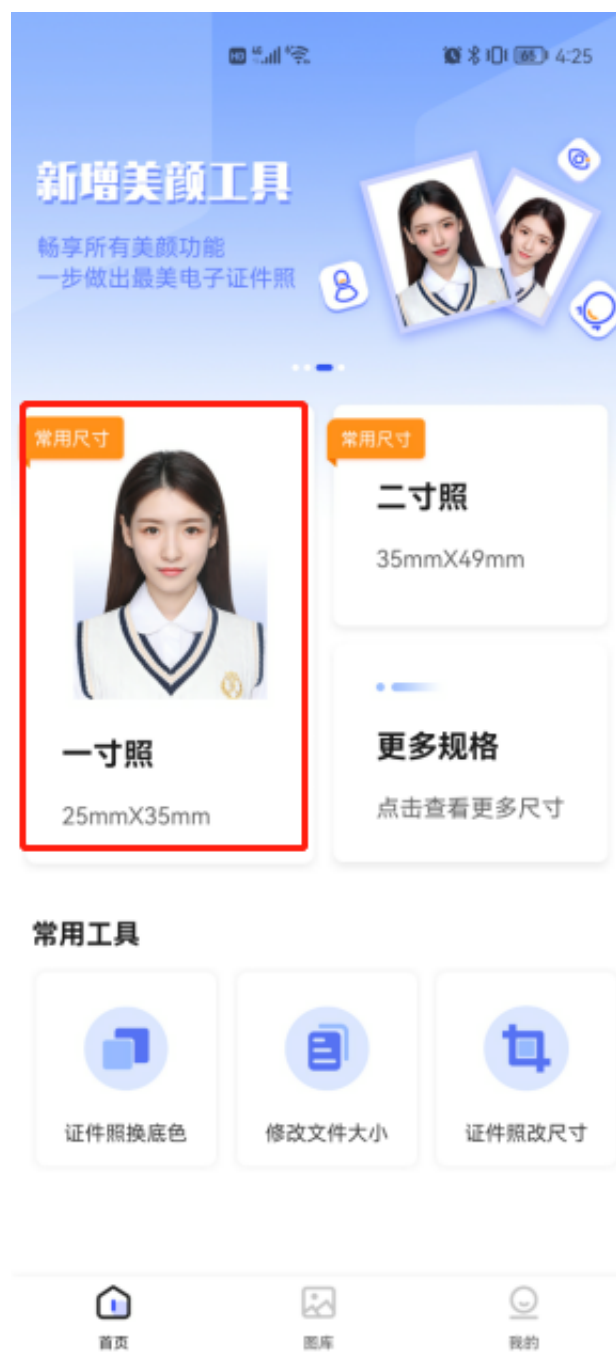 4:25
65
新增美颜工具
畅享所有美颜功能
一步做出最美电子证件照
常用尺寸
一寸照
25mmX35mm
常用尺寸
二寸照
35mmX49mm
更多规格
点击查看更多尺寸
常用工具
证件照换底色
修改文件大小
证件照改尺寸
首页
图库
我的